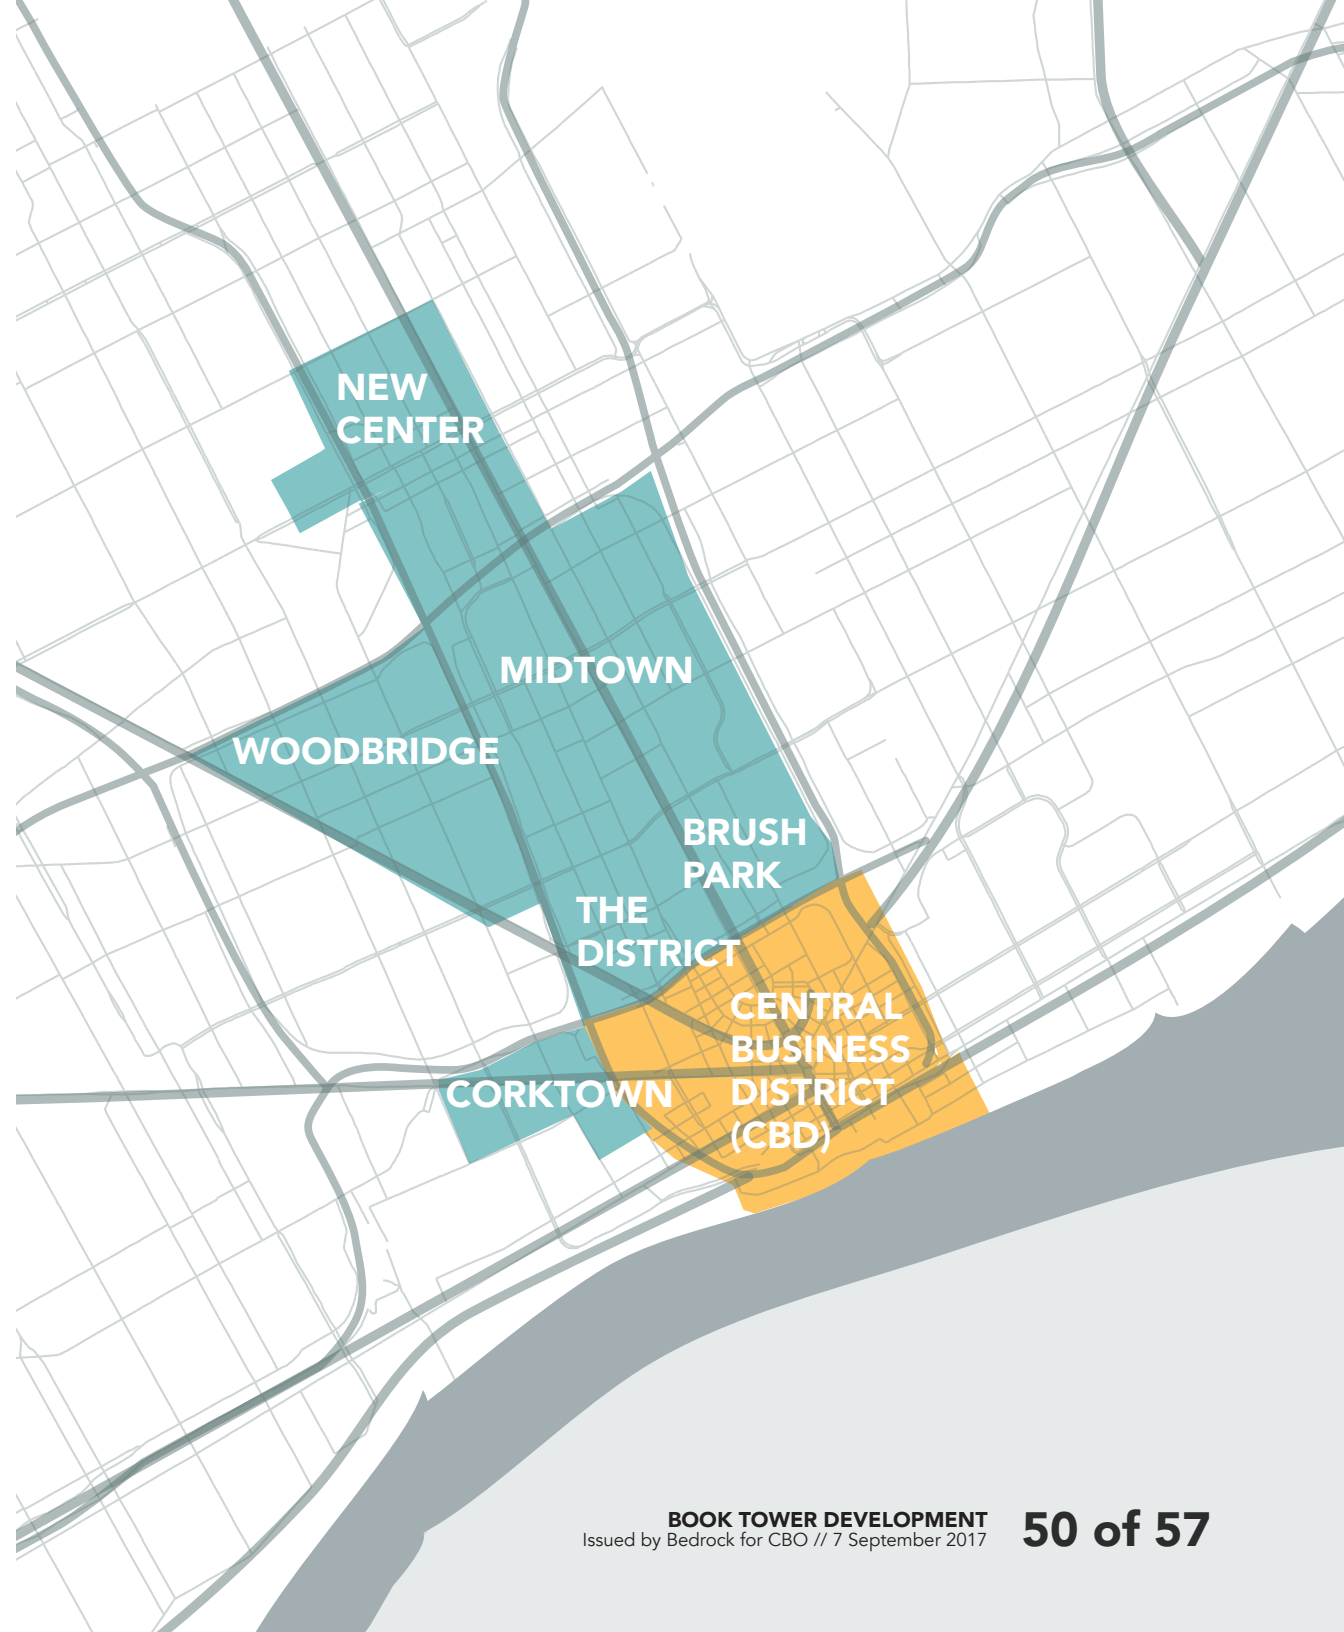 NEW
CENTER
MIDTOWN
WOODBRIDGE
BRUSH
PARK
THE
DISTRICT
CENTRAL
BUSINESS
DISTRICT
(CBD)
CORKTOWN
BOOK TOWER DEVELOPMENT
Issued by Bedrock for CBO // 7 September 2017
50 of 57